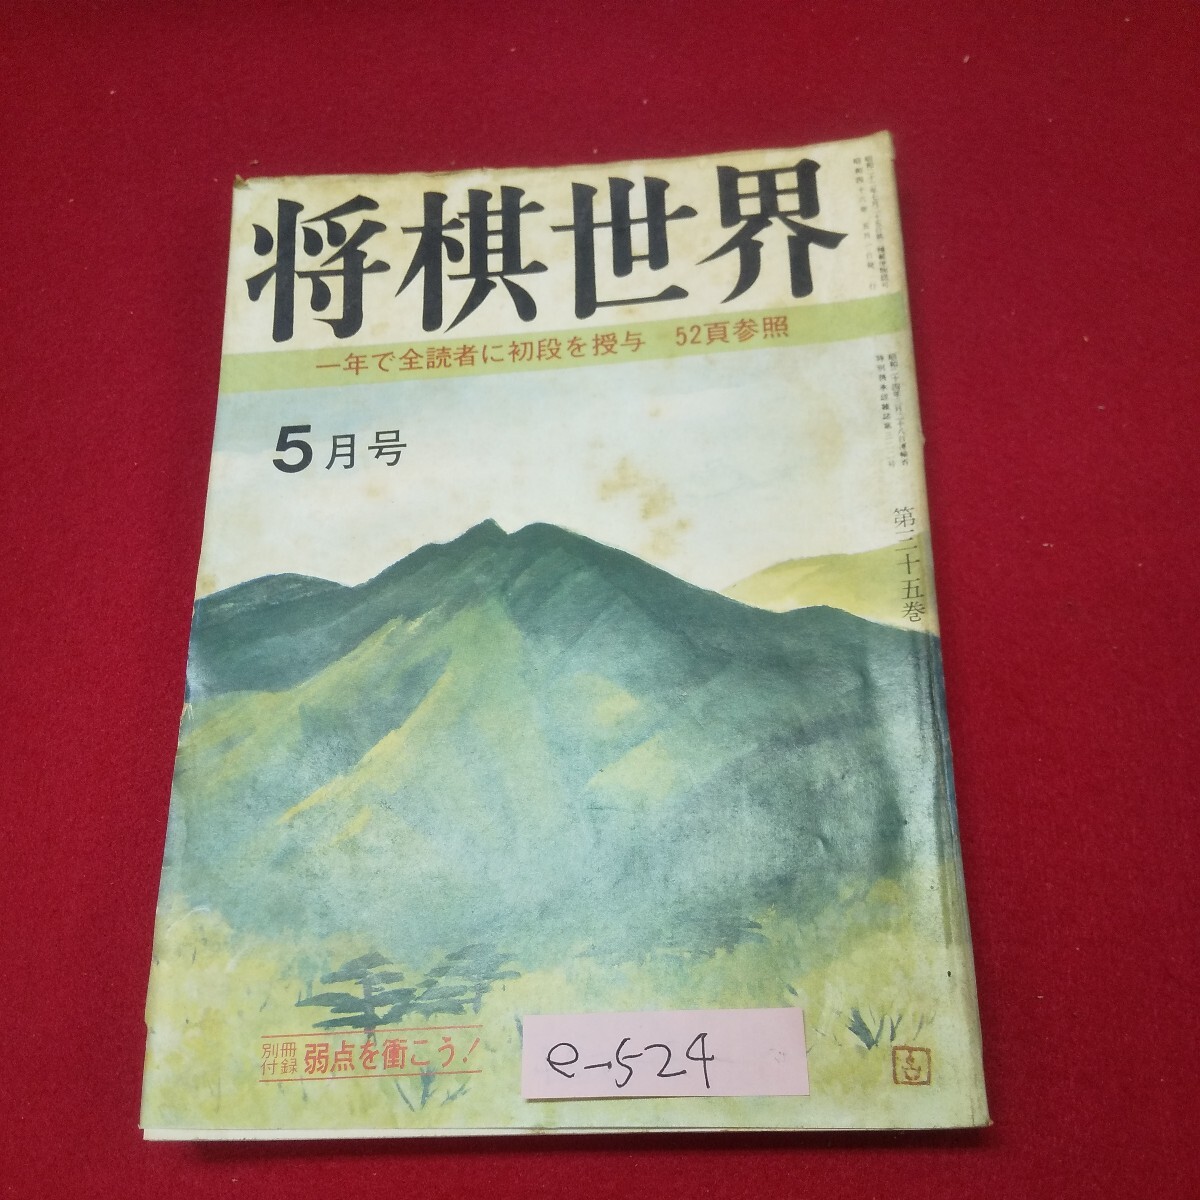 将棋世界
一年で全読者に初段を授与　52頁参照
5月号
第三十五巻
別冊付録
弱点を衝こう！
e-524